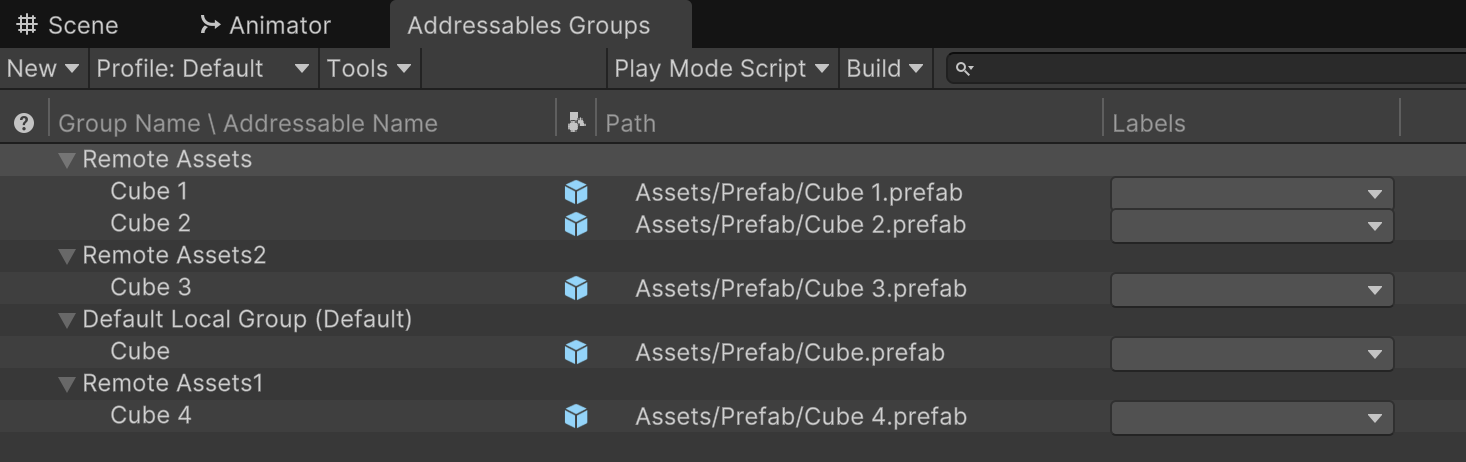 Scene Animator Addressables Groups
New Profile: Default Tools Play Mode Script Build
Group Name \ Addressable Name Path Labels
Remote Assets
Cube 1 Assets/Prefab/Cube 1.prefab
Cube 2 Assets/Prefab/Cube 2.prefab
Remote Assets2
Cube 3 Assets/Prefab/Cube 3.prefab
Default Local Group (Default)
Cube Assets/Prefab/Cube.prefab
Remote Assets1
Cube 4 Assets/Prefab/Cube 4.prefab